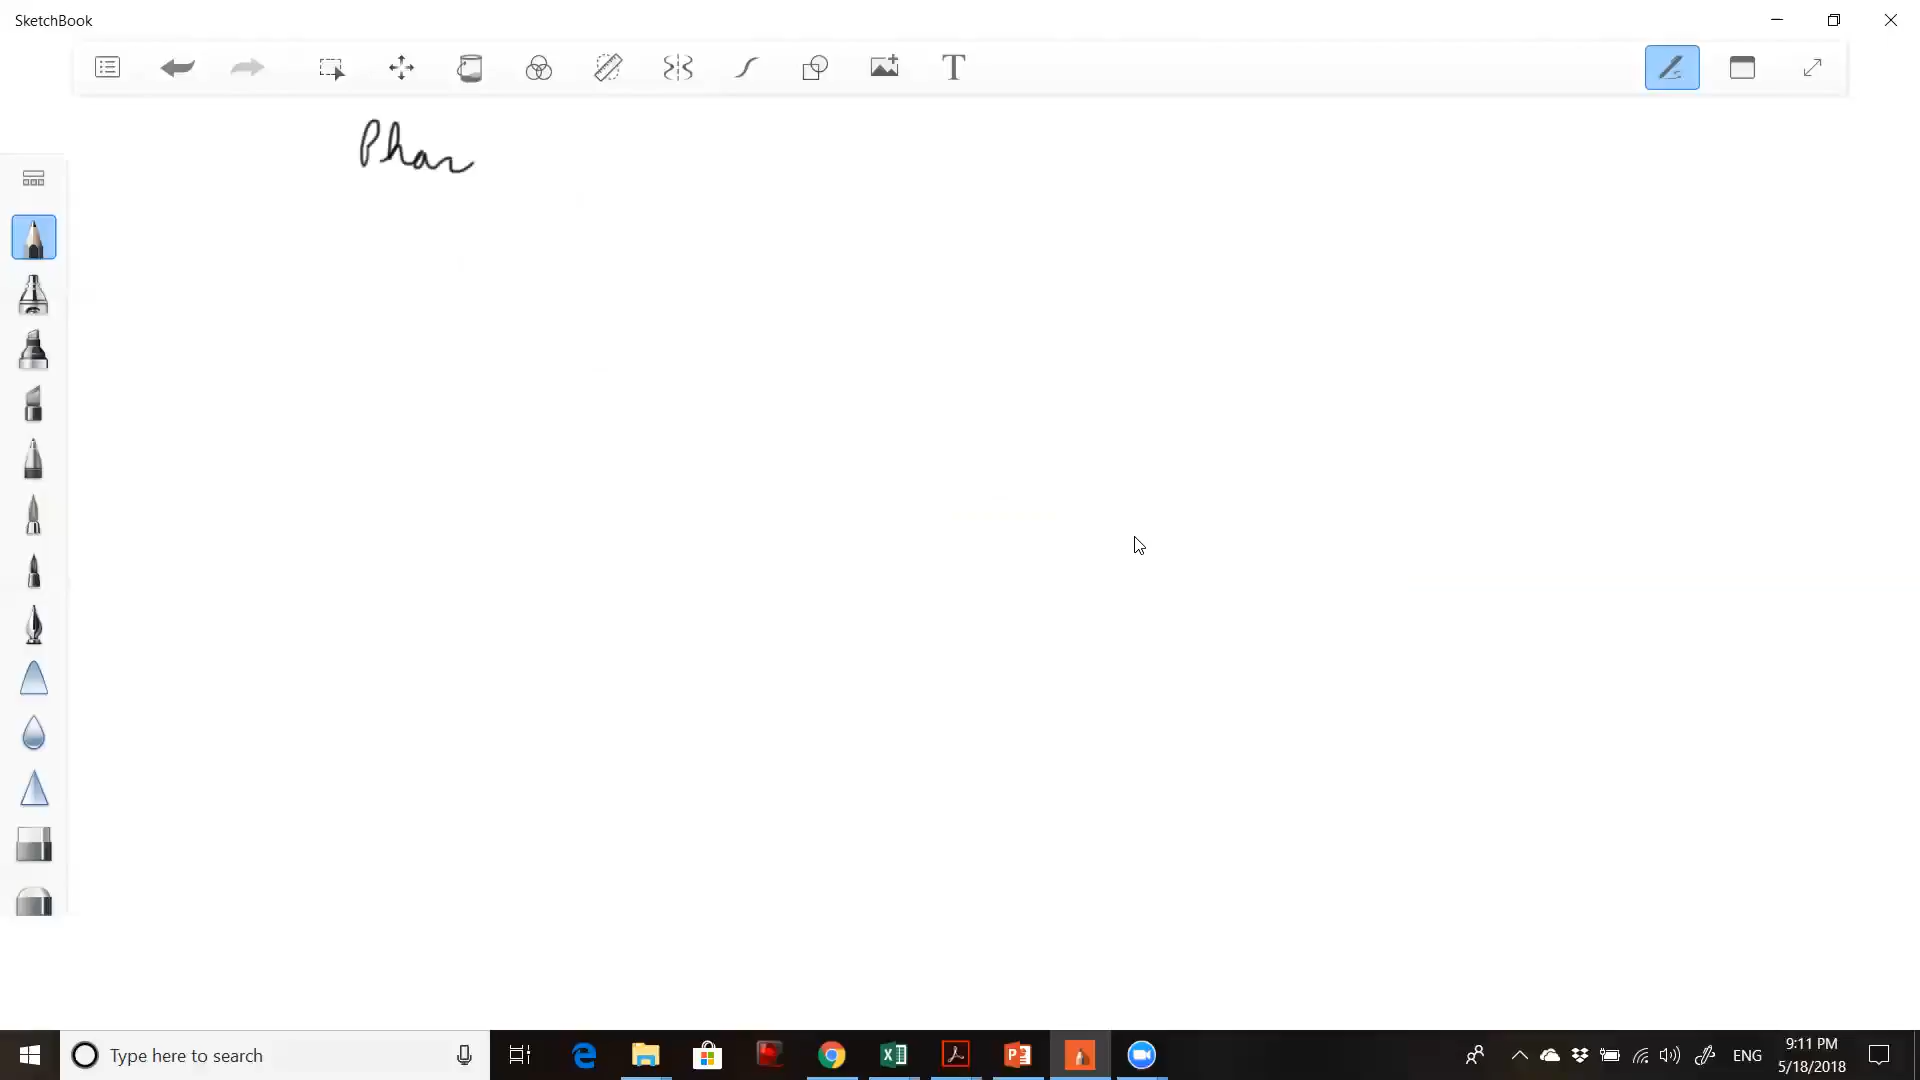 SketchBook
T
Phar
Type here to search
ENG
9:11 PM
5/18/2018